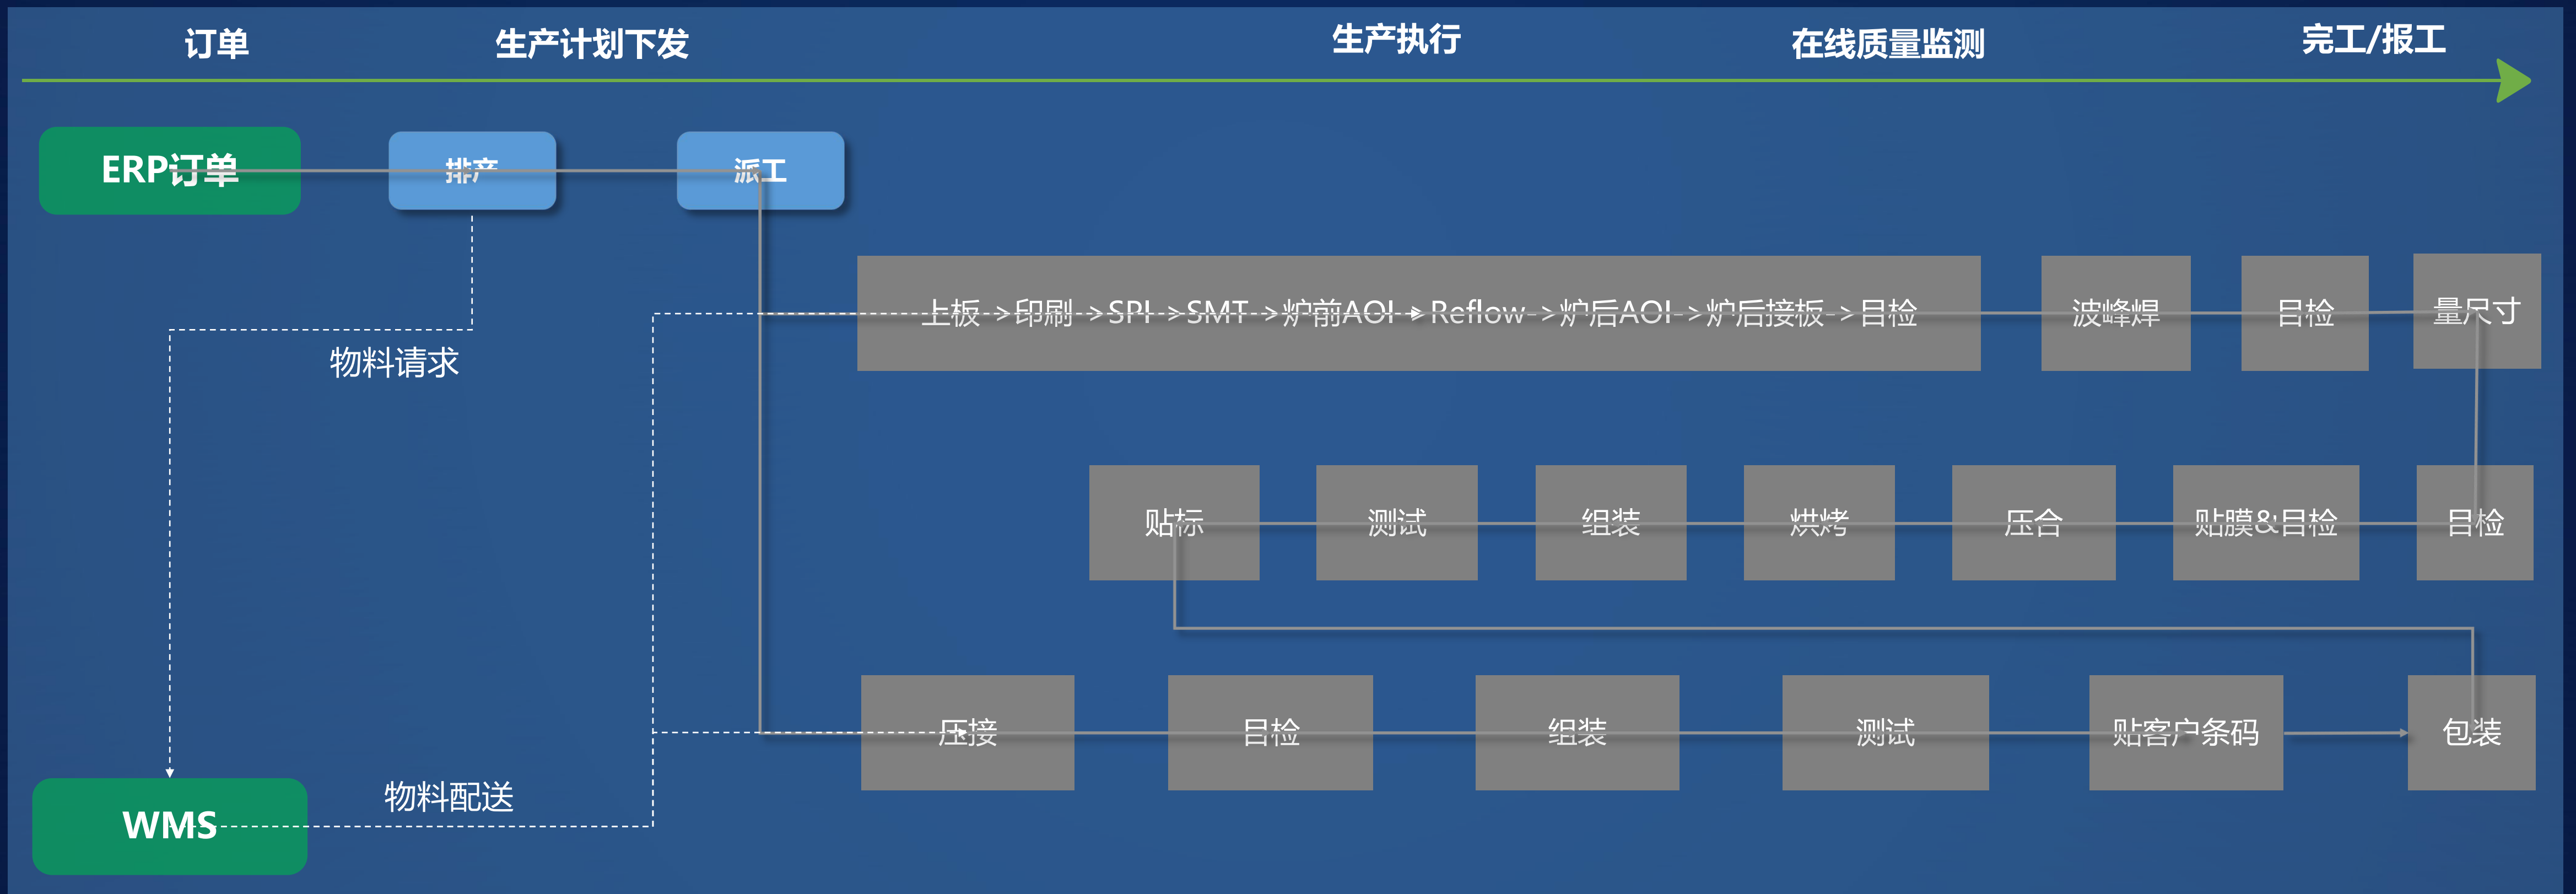 订单
生产计划下发
生产执行
在线质量监测
完工/报工
ERP订单
排产
派工
上板->印刷->SPI->SMT->炉前AOI->Reflow->炉后AOI->炉后接板->目检
波峰焊
目检
量尺寸
物料请求
贴标
测试
组装
烘烤
压合
贴膜&目检
目检
压接
目检
组装
测试
贴客户条码
包装
物料配送
WMS